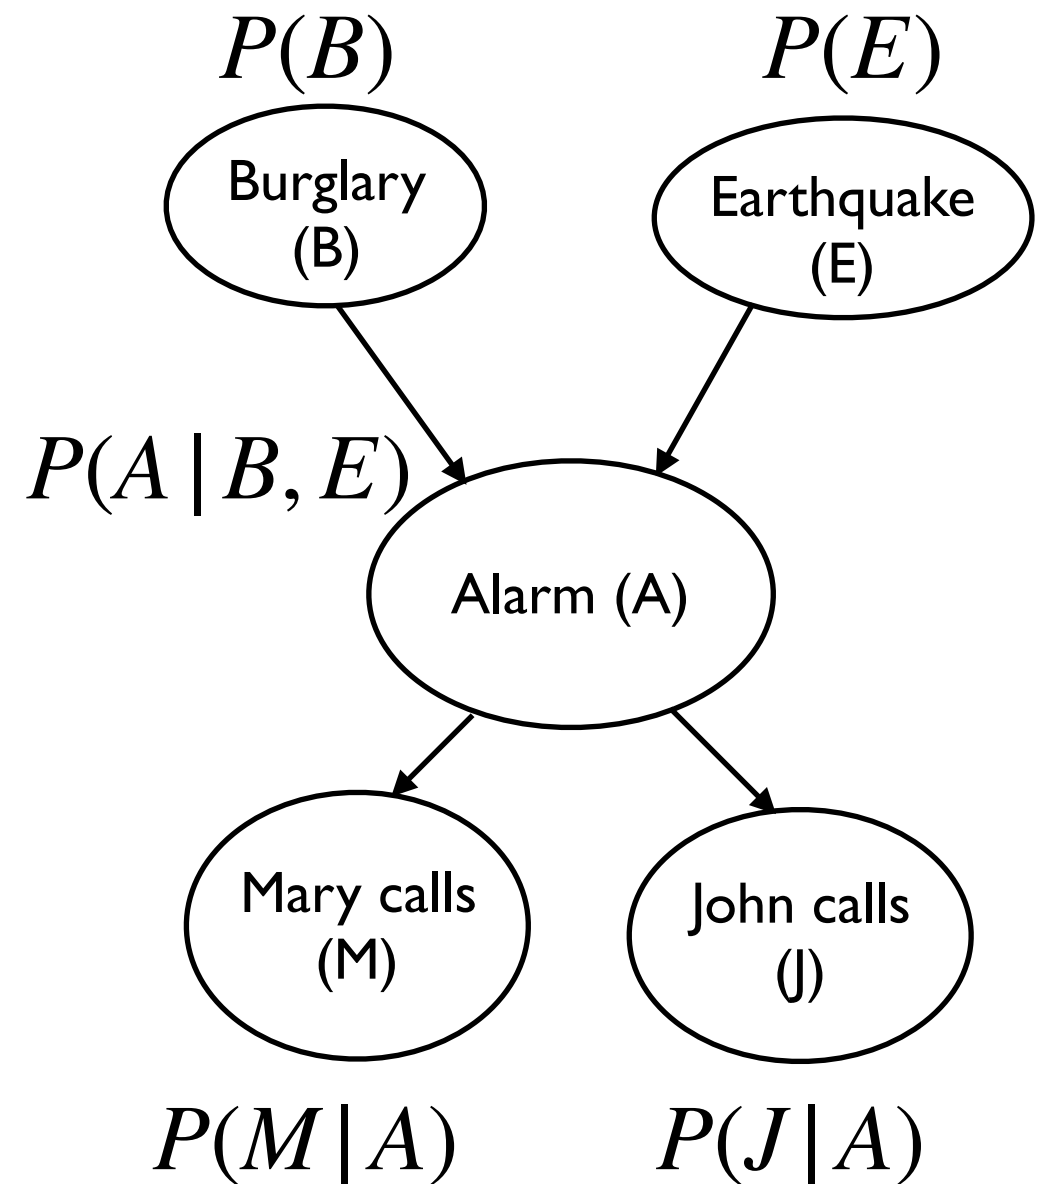 P(B)
P(E)
Burglary
(B)
Earthquake
(E)
P(A | B, E)
Alarm (A)
Mary calls
(M)
John calls
(J)
P(M | A)
P(J | A)